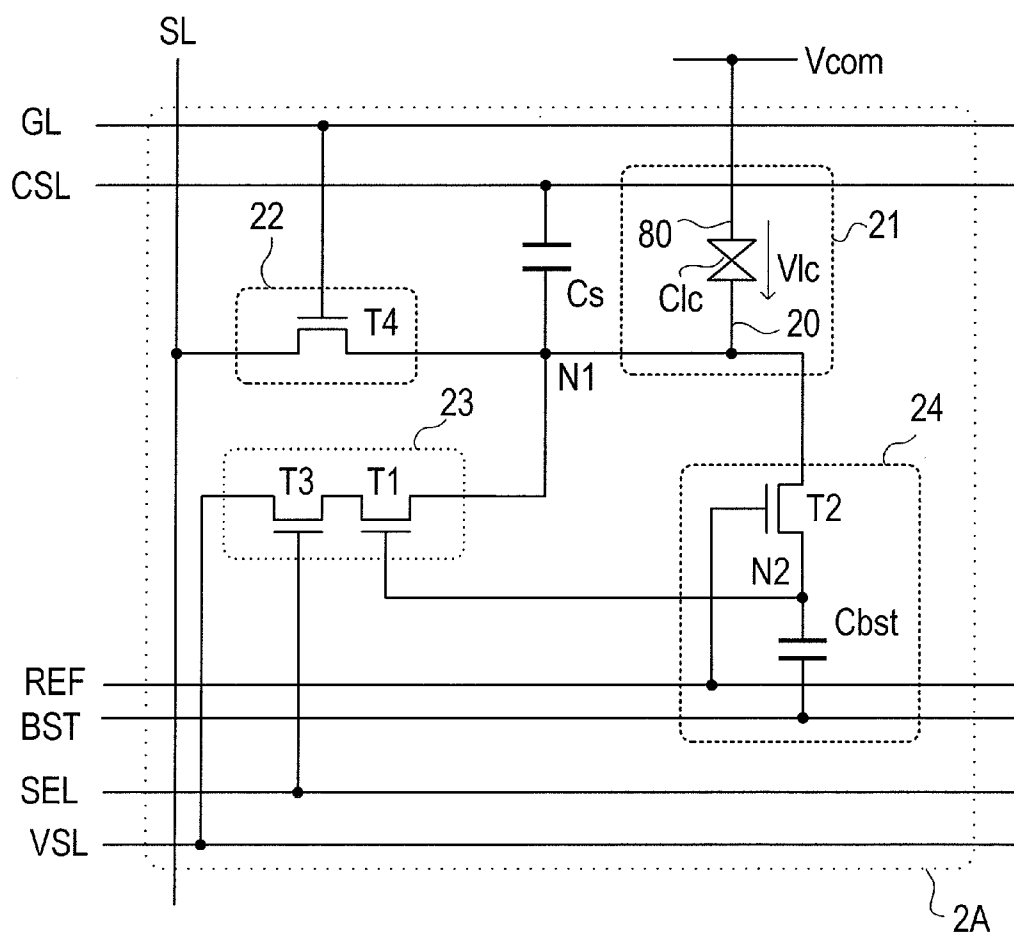 SL
Vcom
GL
CSL
22
80
21
Vlc
Clc
Cs
20
T4
N1
23
24
T3 T1
T2
N2
Cbst
REF
BST
SEL
VSL
2A